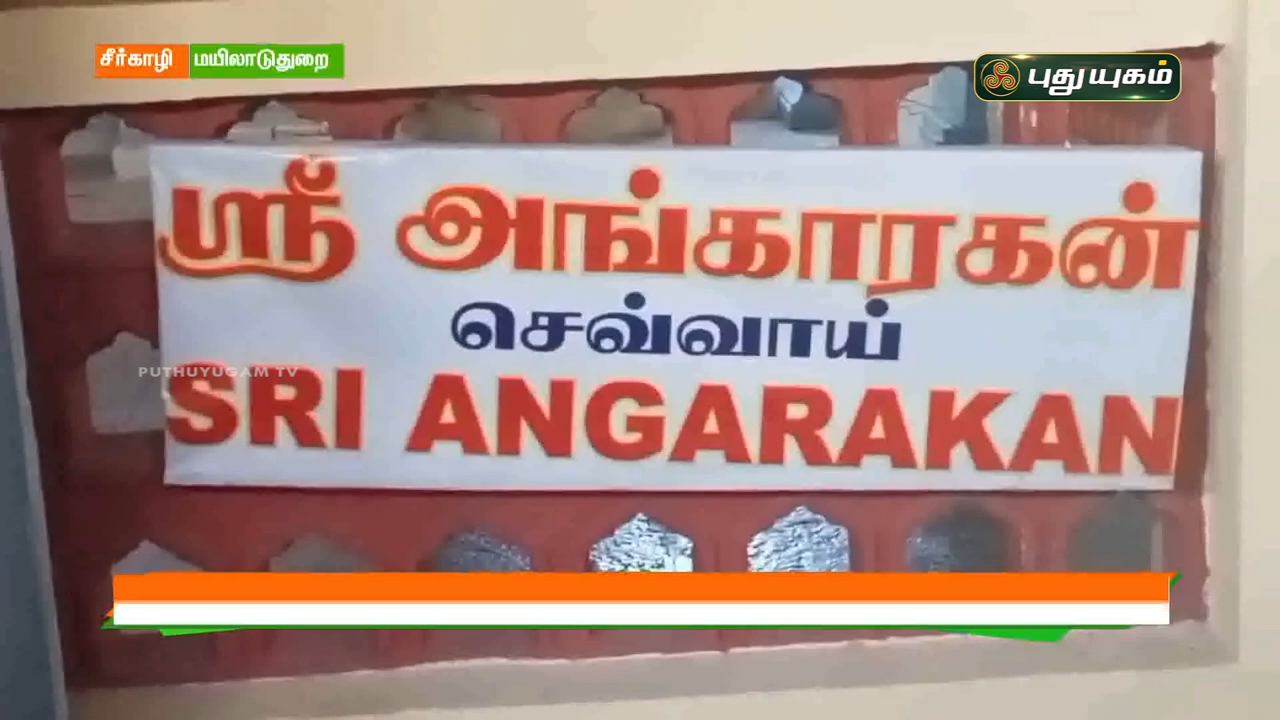 சீர்காழி மயிலாடுதுறை
புதுயுகம்
ஸ்ரீ அங்காரகன்
செவ்வாய்
PUTHUYUGAM TV
SRI ANGARAKAN